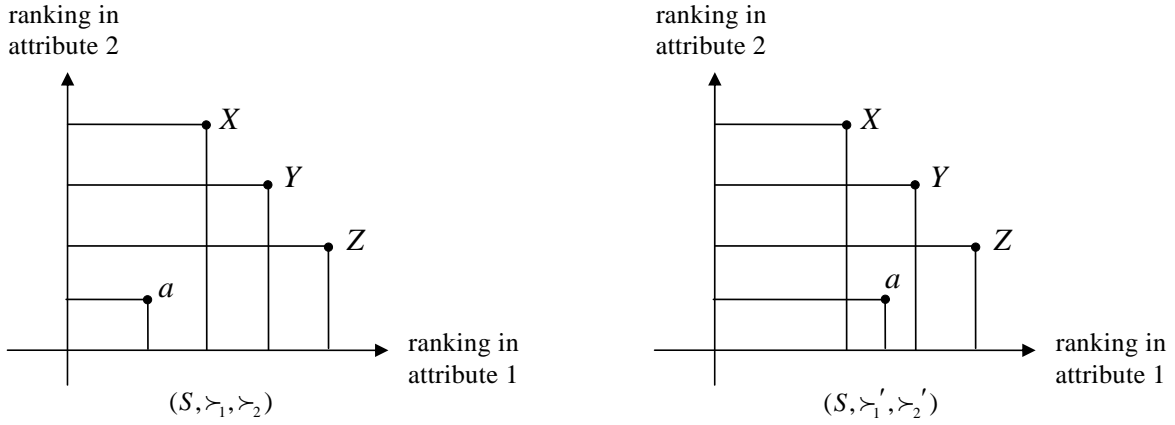 ranking in
attribute 2
X
Y
Z
a
ranking in
attribute 1
(S, ≻₁, ≻₂)
ranking in
attribute 2
X
Y
Z
a
ranking in
attribute 1
(S, ≻₁′, ≻₂′)